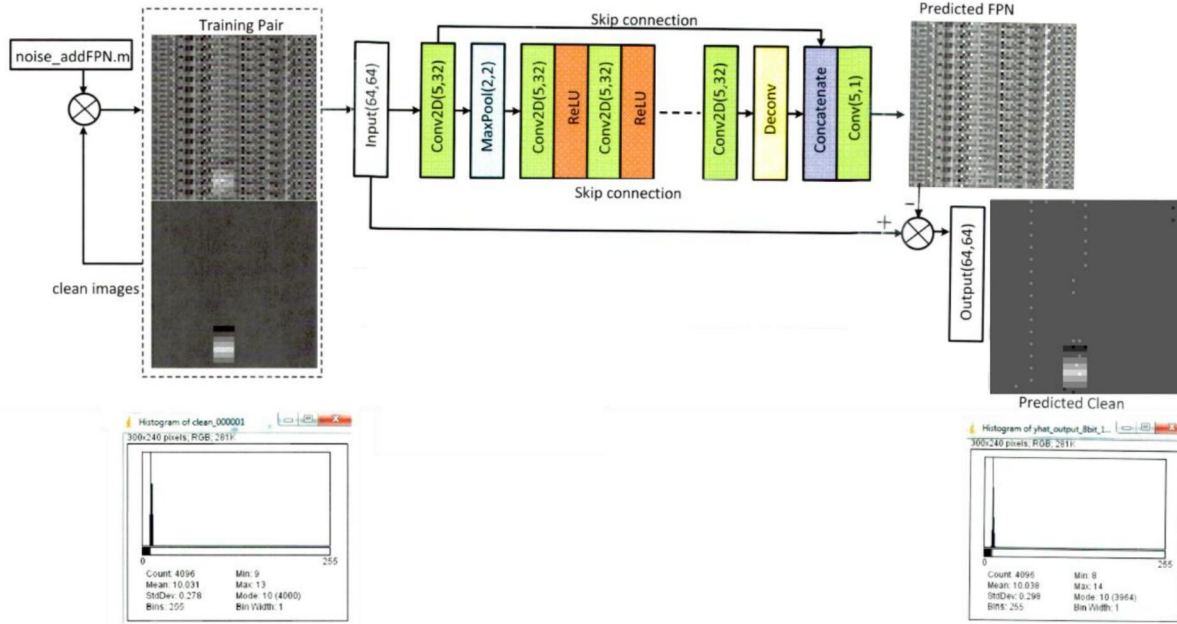 Training Pair
noise_addFPN.m
clean images
Skip connection
Input(64,64)
Conv2D(5,32)
MaxPool(2,2)
Conv2D(5,32)
ReLU
Conv2D(5,32)
ReLU
Conv2D(5,32)
Deconv
Concatenate
Conv(5,1)
Skip connection
Predicted FPN
+
−
Output(64,64)
Predicted Clean
Histogram of clean_000001
300x240 pixels; RGB; 281K
0 255
Count: 4096 Min: 9
Mean: 10.031 Max: 13
StdDev: 0.278 Mode: 10 (4000)
Bins: 255 Bin Width: 1
Histogram of yhat_output_8bit_1...
300x240 pixels; RGB; 281K
0 255
Count: 4096 Min: 8
Mean: 10.038 Max: 14
StdDev: 0.298 Mode: 10 (3964)
Bins: 255 Bin Width: 1